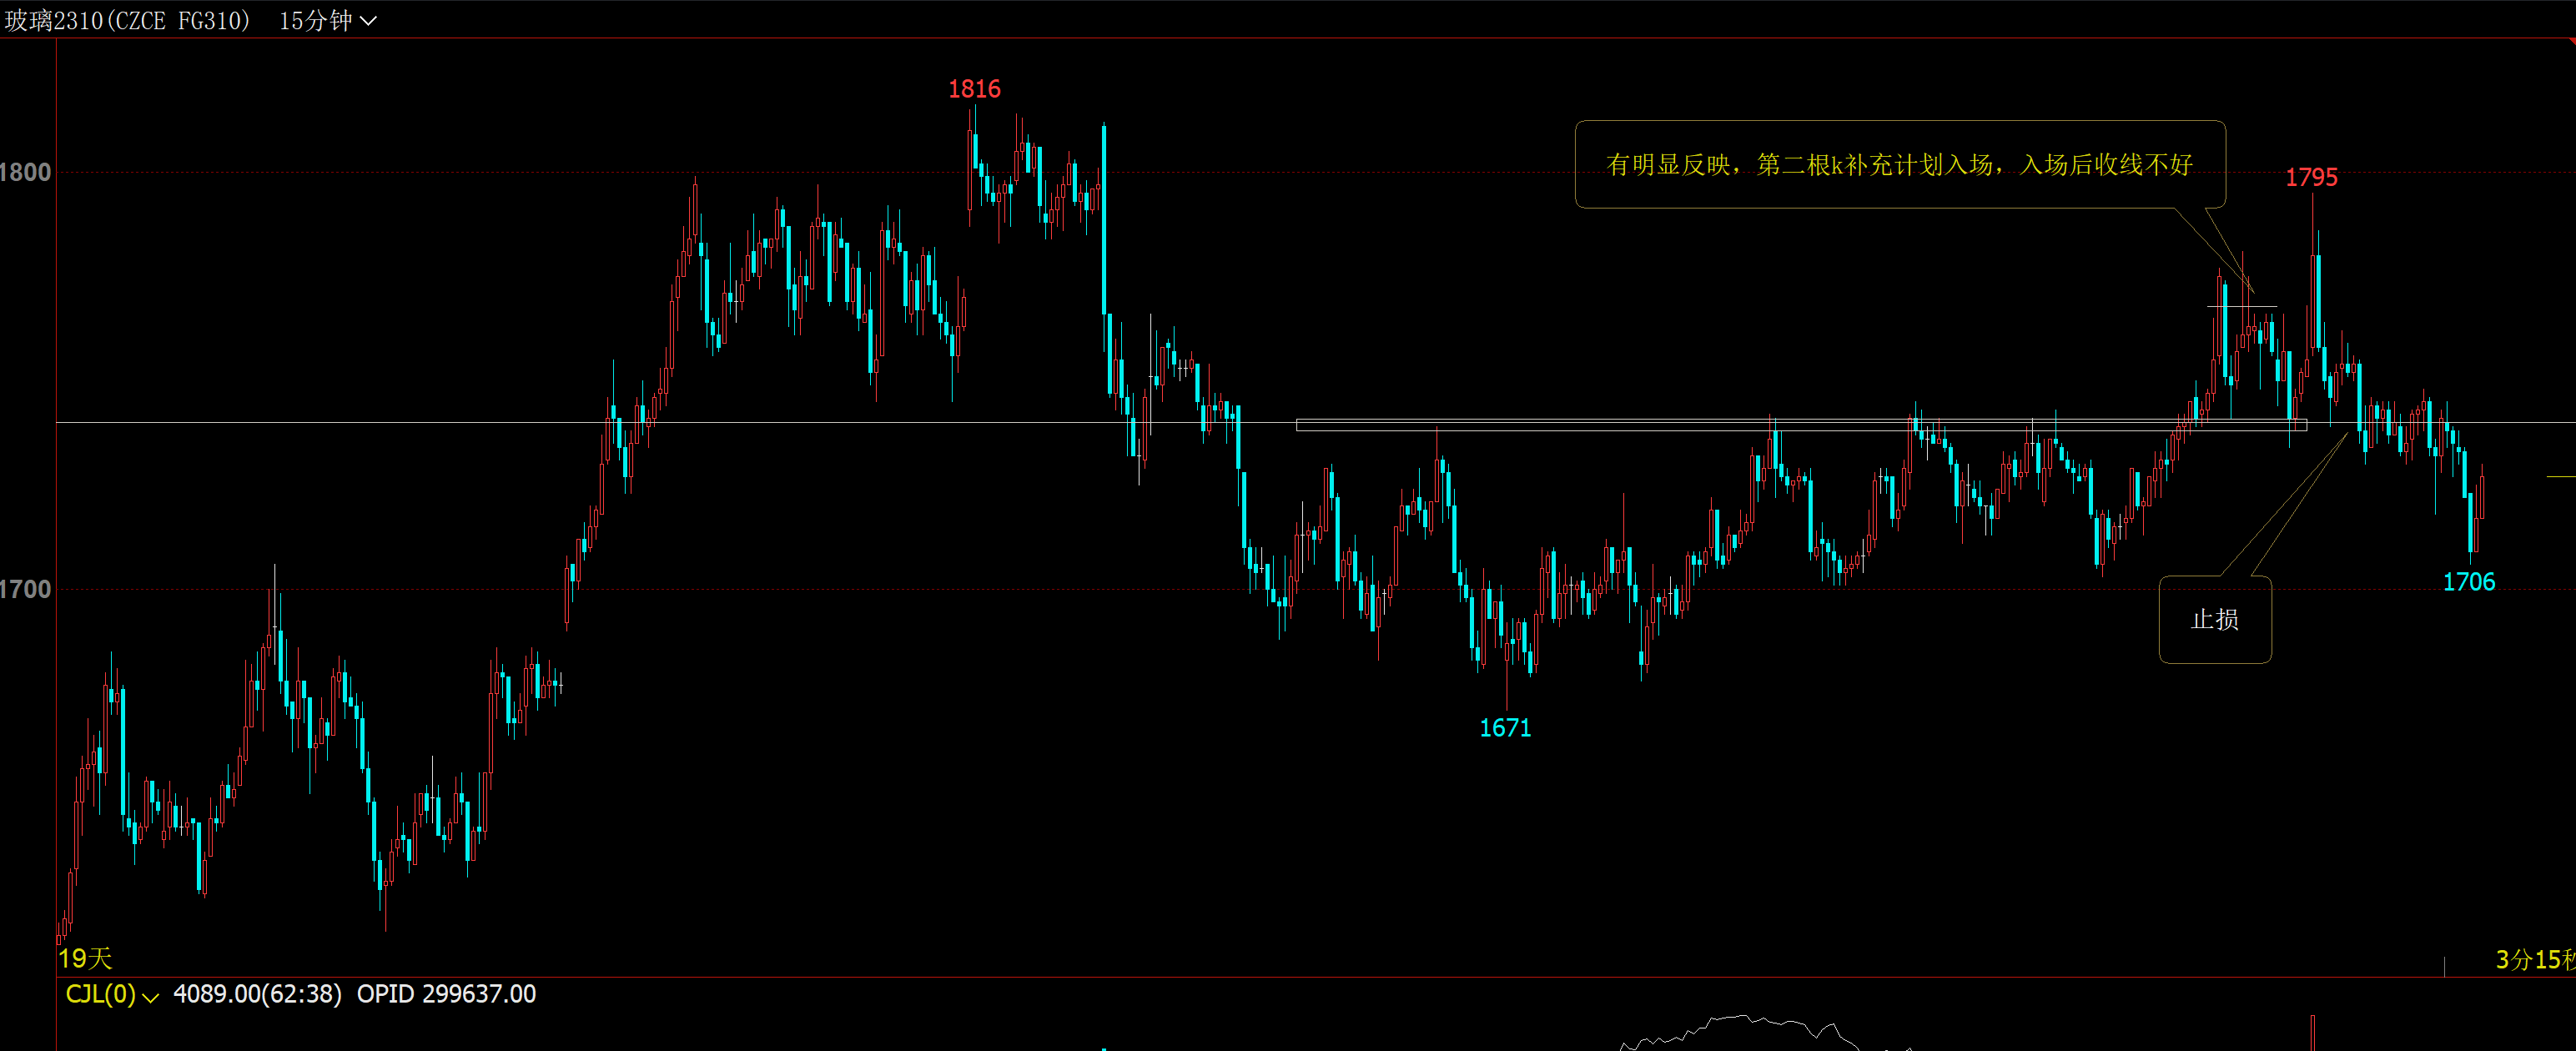 玻璃2310(CZCE FG310) 15分钟
1816
1800
有明显反映，第二根k补充计划入场，入场后收线不好
1795
1700
1706
止损
1671
19天
3分15秒
CJL(0) 4089.00(62:38) OPID 299637.00